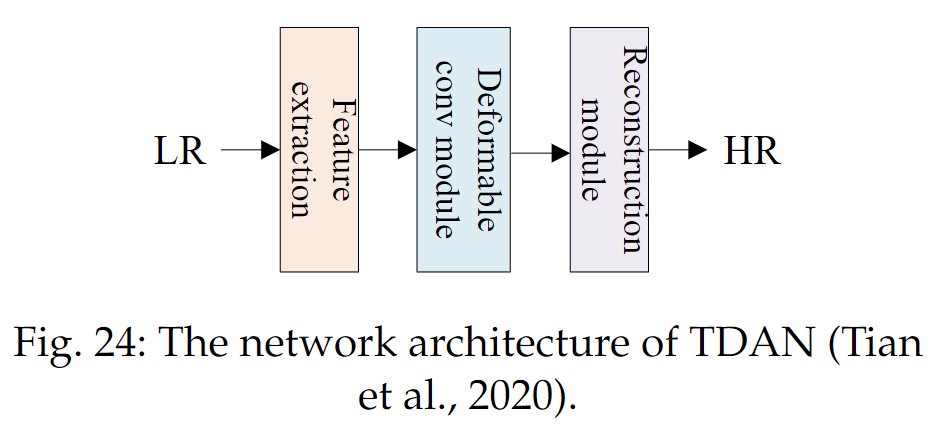 LR
Feature
extraction
Deformable
conv module
Reconstruction
module
HR
Fig. 24: The network architecture of TDAN (Tian
et al., 2020).